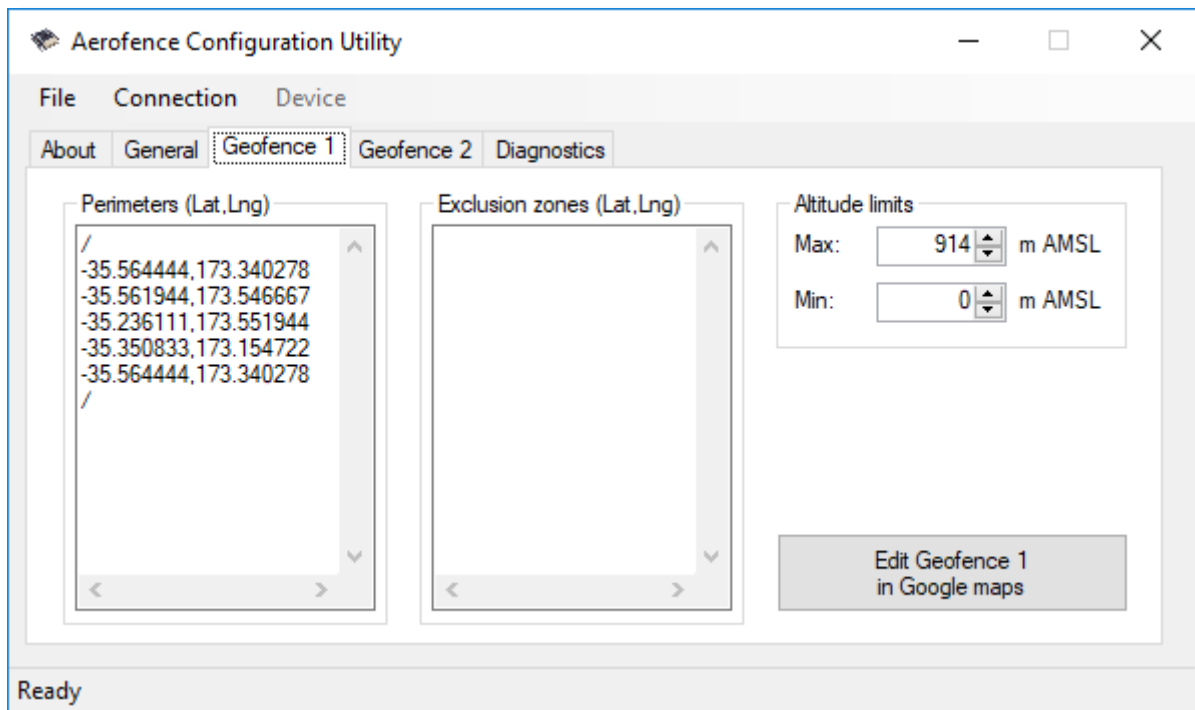 Aerofence Configuration Utility
File Connection Device
About General Geofence 1 Geofence 2 Diagnostics
Perimeters (Lat,Lng)
/
-35.564444,173.340278
-35.561944,173.546667
-35.236111,173.551944
-35.350833,173.154722
-35.564444,173.340278
/
Exclusion zones (Lat,Lng)
Altitude limits
Max: 914 m AMSL
Min: 0 m AMSL
Edit Geofence 1
in Google maps
Ready